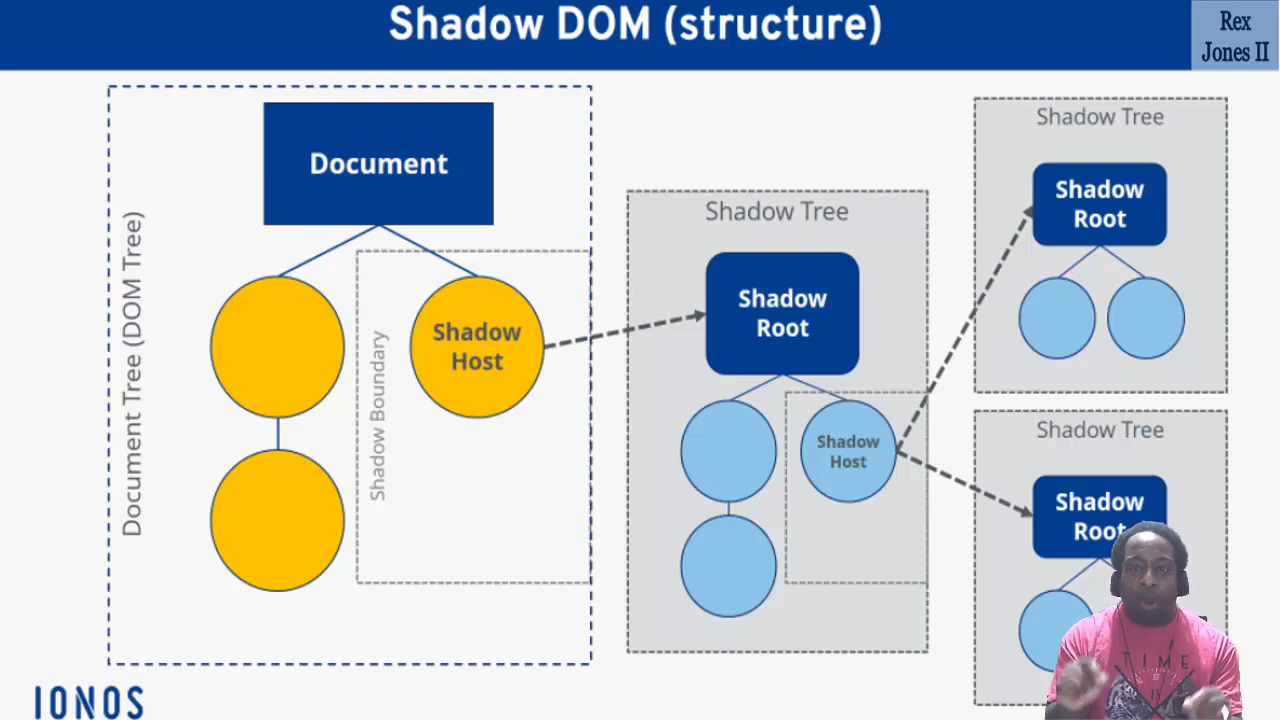 Shadow DOM (structure)
Rex
Jones II
Document Tree (DOM Tree)
Document
Shadow Boundary
Shadow
Host
Shadow Tree
Shadow
Root
Shadow
Host
Shadow Tree
Shadow
Root
Shadow Tree
Shadow
Root
TIME
IONOS